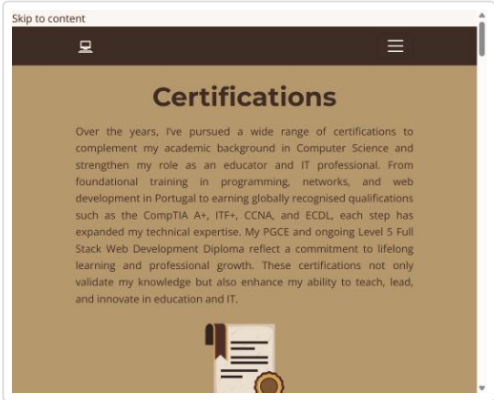 Skip to content
Certifications
Over the years, I've pursued a wide range of certifications to
complement my academic background in Computer Science and
strengthen my role as an educator and IT professional. From
foundational training in programming, networks, and web
development in Portugal to earning globally recognised qualifications
such as the CompTIA A+, ITF+, CCNA, and ECDL, each step has
expanded my technical expertise. My PGCE and ongoing Level 5 Full
Stack Web Development Diploma reflect a commitment to lifelong
learning and professional growth. These certifications not only
validate my knowledge but also enhance my ability to teach, lead,
and innovate in education and IT.